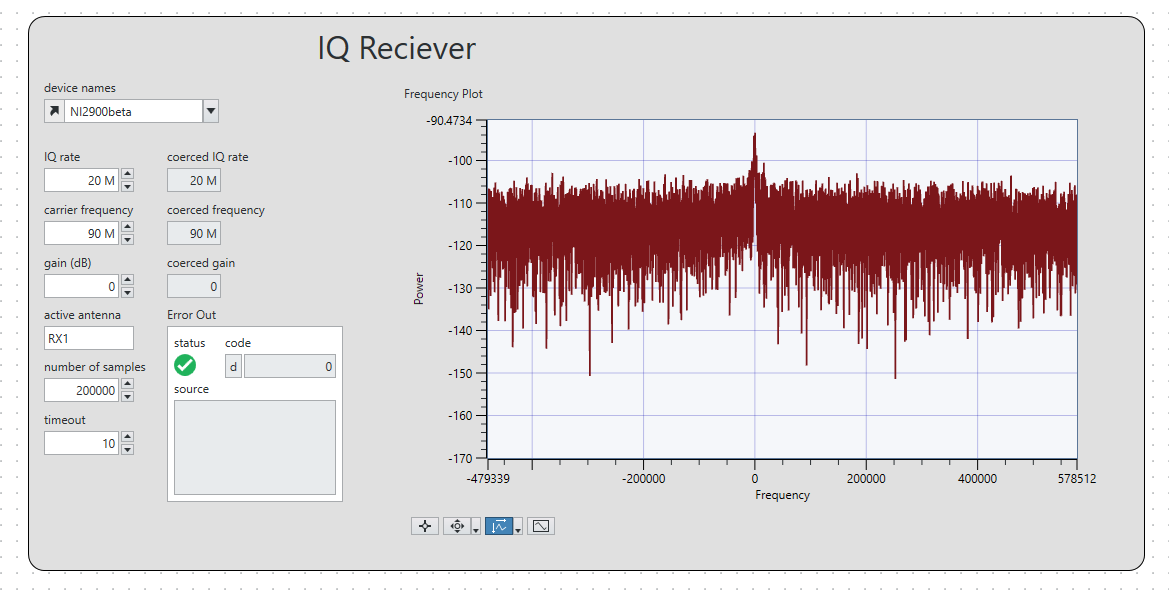 IQ Reciever
device names
NI2900beta
IQ rate
20 M
coerced IQ rate
20 M
carrier frequency
90 M
coerced frequency
90 M
gain (dB)
0
coerced gain
0
active antenna
RX1
number of samples
200000
timeout
10
Error Out
status
code
d
0
source
Frequency Plot
Power
-90.4734
-100
-110
-120
-130
-140
-150
-160
-170
-479339
-200000
0
200000
400000
578512
Frequency